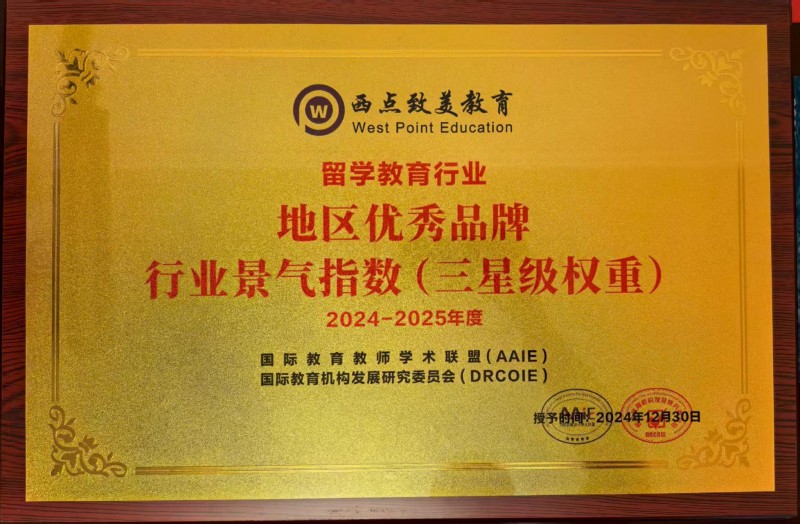 W
西点致美教育
West Point Education
留学教育行业
地区优秀品牌
行业景气指数(三星级权重)
2024-2025年度
国际教育教师学术联盟(AAIE)
国际教育机构发展研究委员会(DRCOIE)
授予时间:2024年12月30日
AAIE